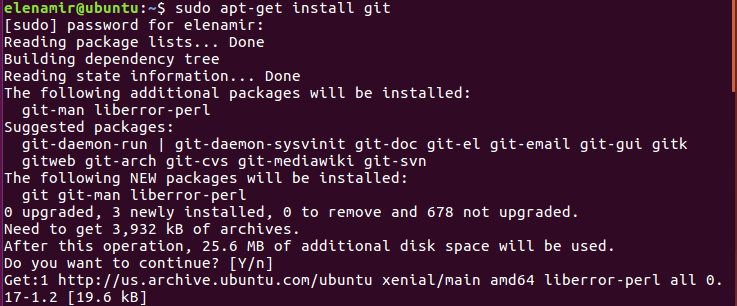 elenamir@ubuntu:~$ sudo apt-get install git
[sudo] password for elenamir:
Reading package lists... Done
Building dependency tree
Reading state information... Done
The following additional packages will be installed:
  git-man liberror-perl
Suggested packages:
  git-daemon-run | git-daemon-sysvinit git-doc git-el git-email git-gui gitk
  gitweb git-arch git-cvs git-mediawiki git-svn
The following NEW packages will be installed:
  git git-man liberror-perl
0 upgraded, 3 newly installed, 0 to remove and 678 not upgraded.
Need to get 3,932 kB of archives.
After this operation, 25.6 MB of additional disk space will be used.
Do you want to continue? [Y/n]
Get:1 http://us.archive.ubuntu.com/ubuntu xenial/main amd64 liberror-perl all 0.
17-1.2 [19.6 kB]